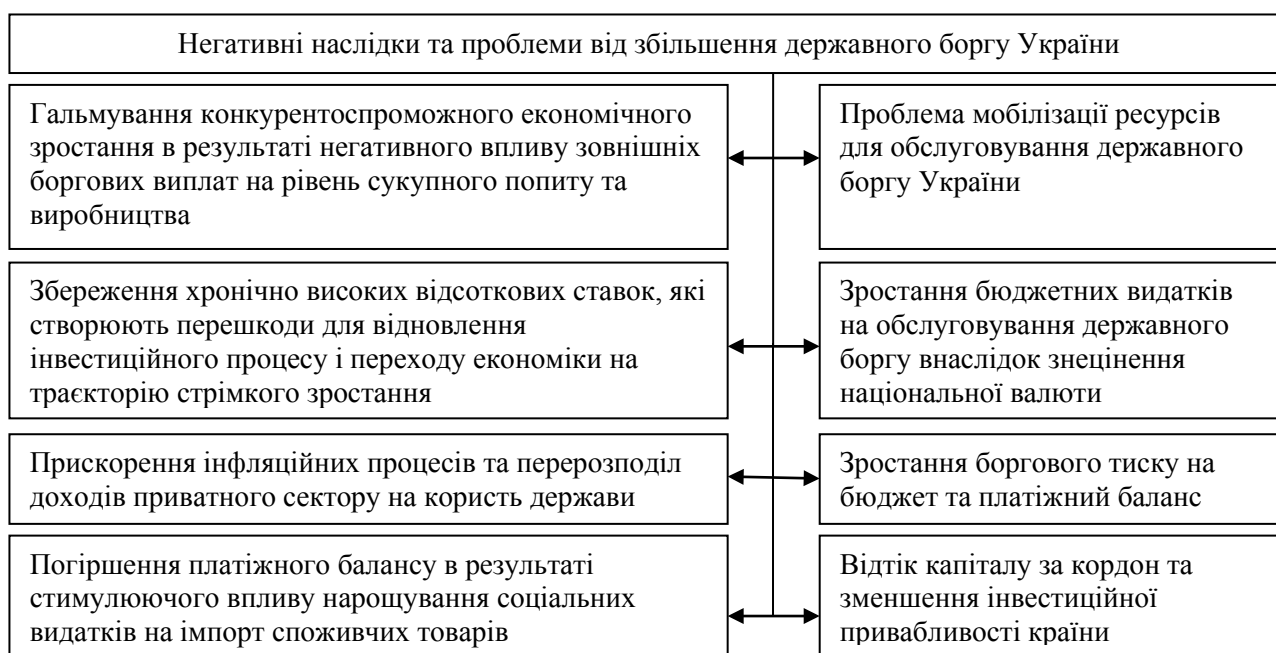 Негативні наслідки та проблеми від збільшення державного боргу України
Гальмування конкурентоспроможного економічного
зростання в результаті негативного впливу зовнішніх
боргових виплат на рівень сукупного попиту та
виробництва
Проблема мобілізації ресурсів
для обслуговування державного
боргу України
Збереження хронічно високих відсоткових ставок, які
створюють перешкоди для відновлення
інвестиційного процесу і переходу економіки на
траєкторію стрімкого зростання
Зростання бюджетних видатків
на обслуговування державного
боргу внаслідок знецінення
національної валюти
Прискорення інфляційних процесів та перерозподіл
доходів приватного сектору на користь держави
Зростання боргового тиску на
бюджет та платіжний баланс
Погіршення платіжного балансу в результаті
стимулюючого впливу нарощування соціальних
видатків на імпорт споживчих товарів
Відтік капіталу за кордон та
зменшення інвестиційної
привабливості країни